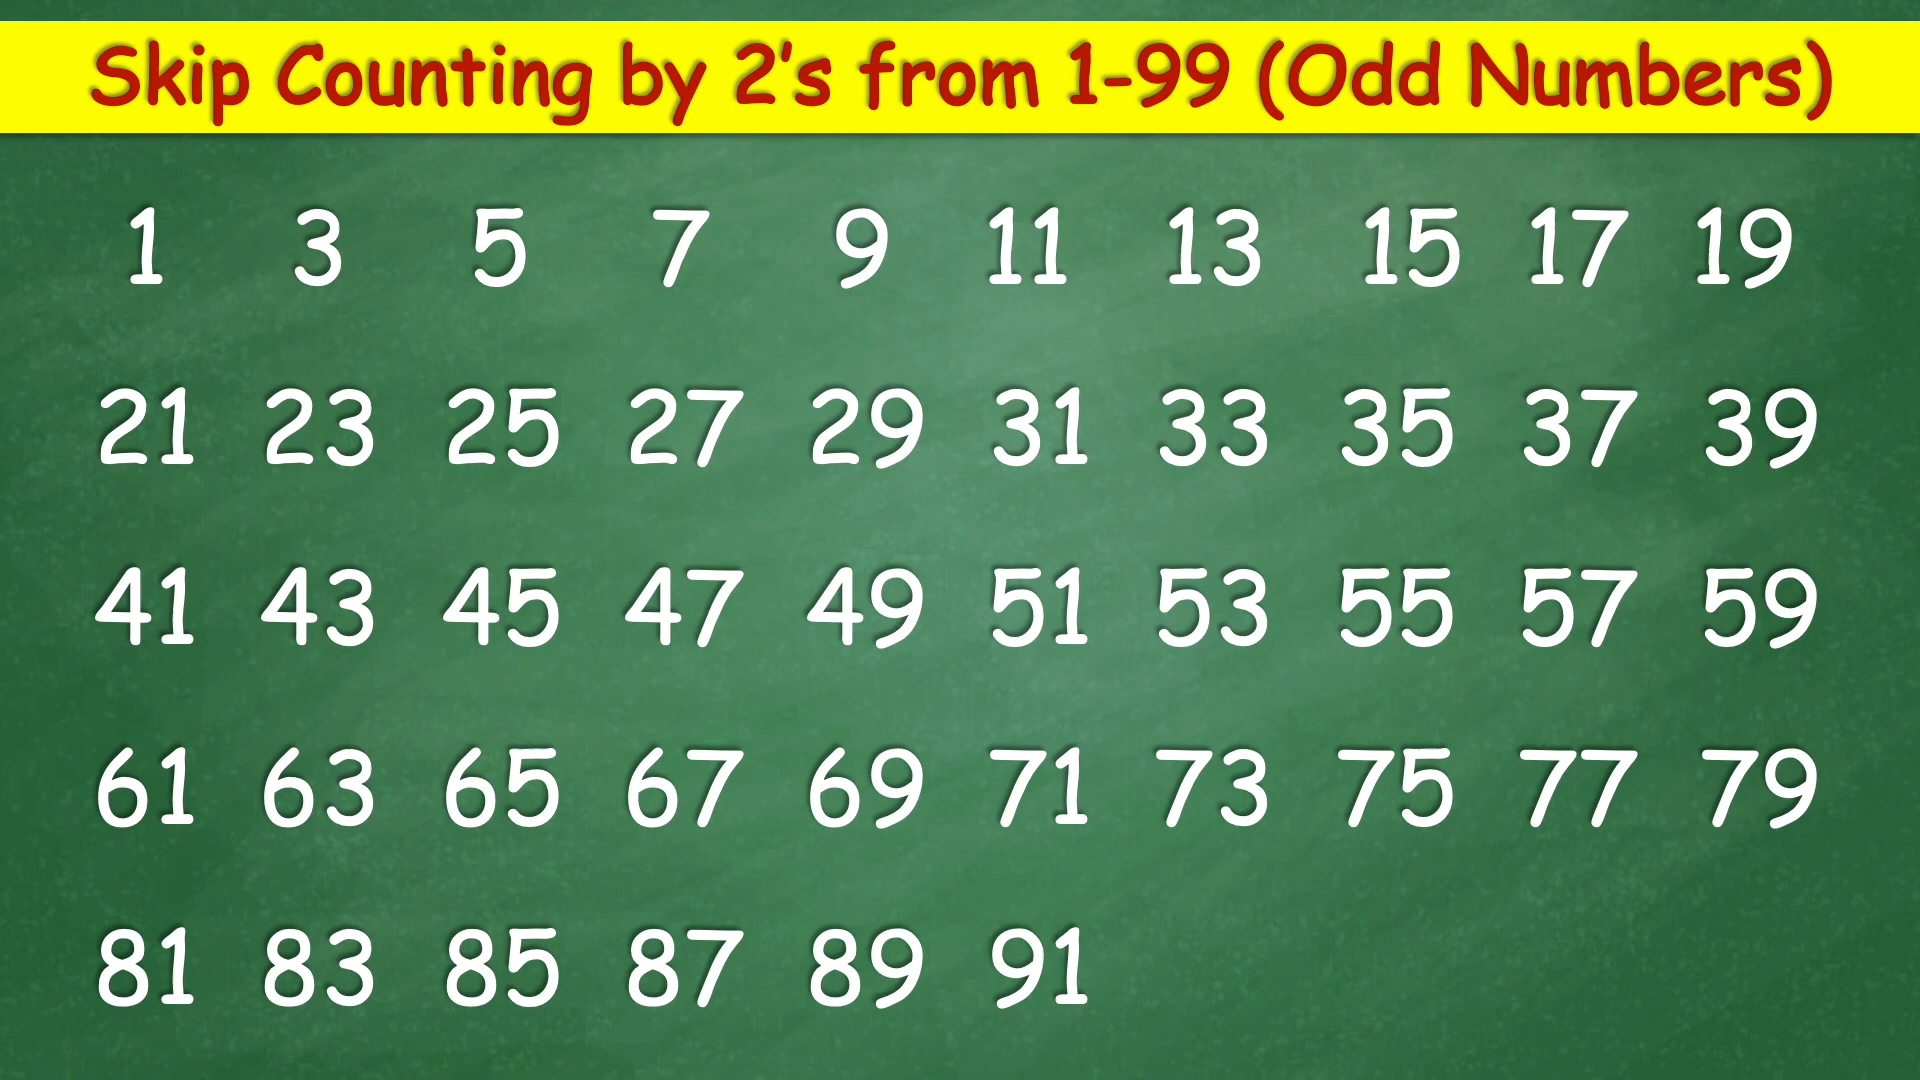 Skip Counting by 2's from 1-99 (Odd Numbers)
1 3 5 7 9 11 13 15 17 19
21 23 25 27 29 31 33 35 37 39
41 43 45 47 49 51 53 55 57 59
61 63 65 67 69 71 73 75 77 79
81 83 85 87 89 91